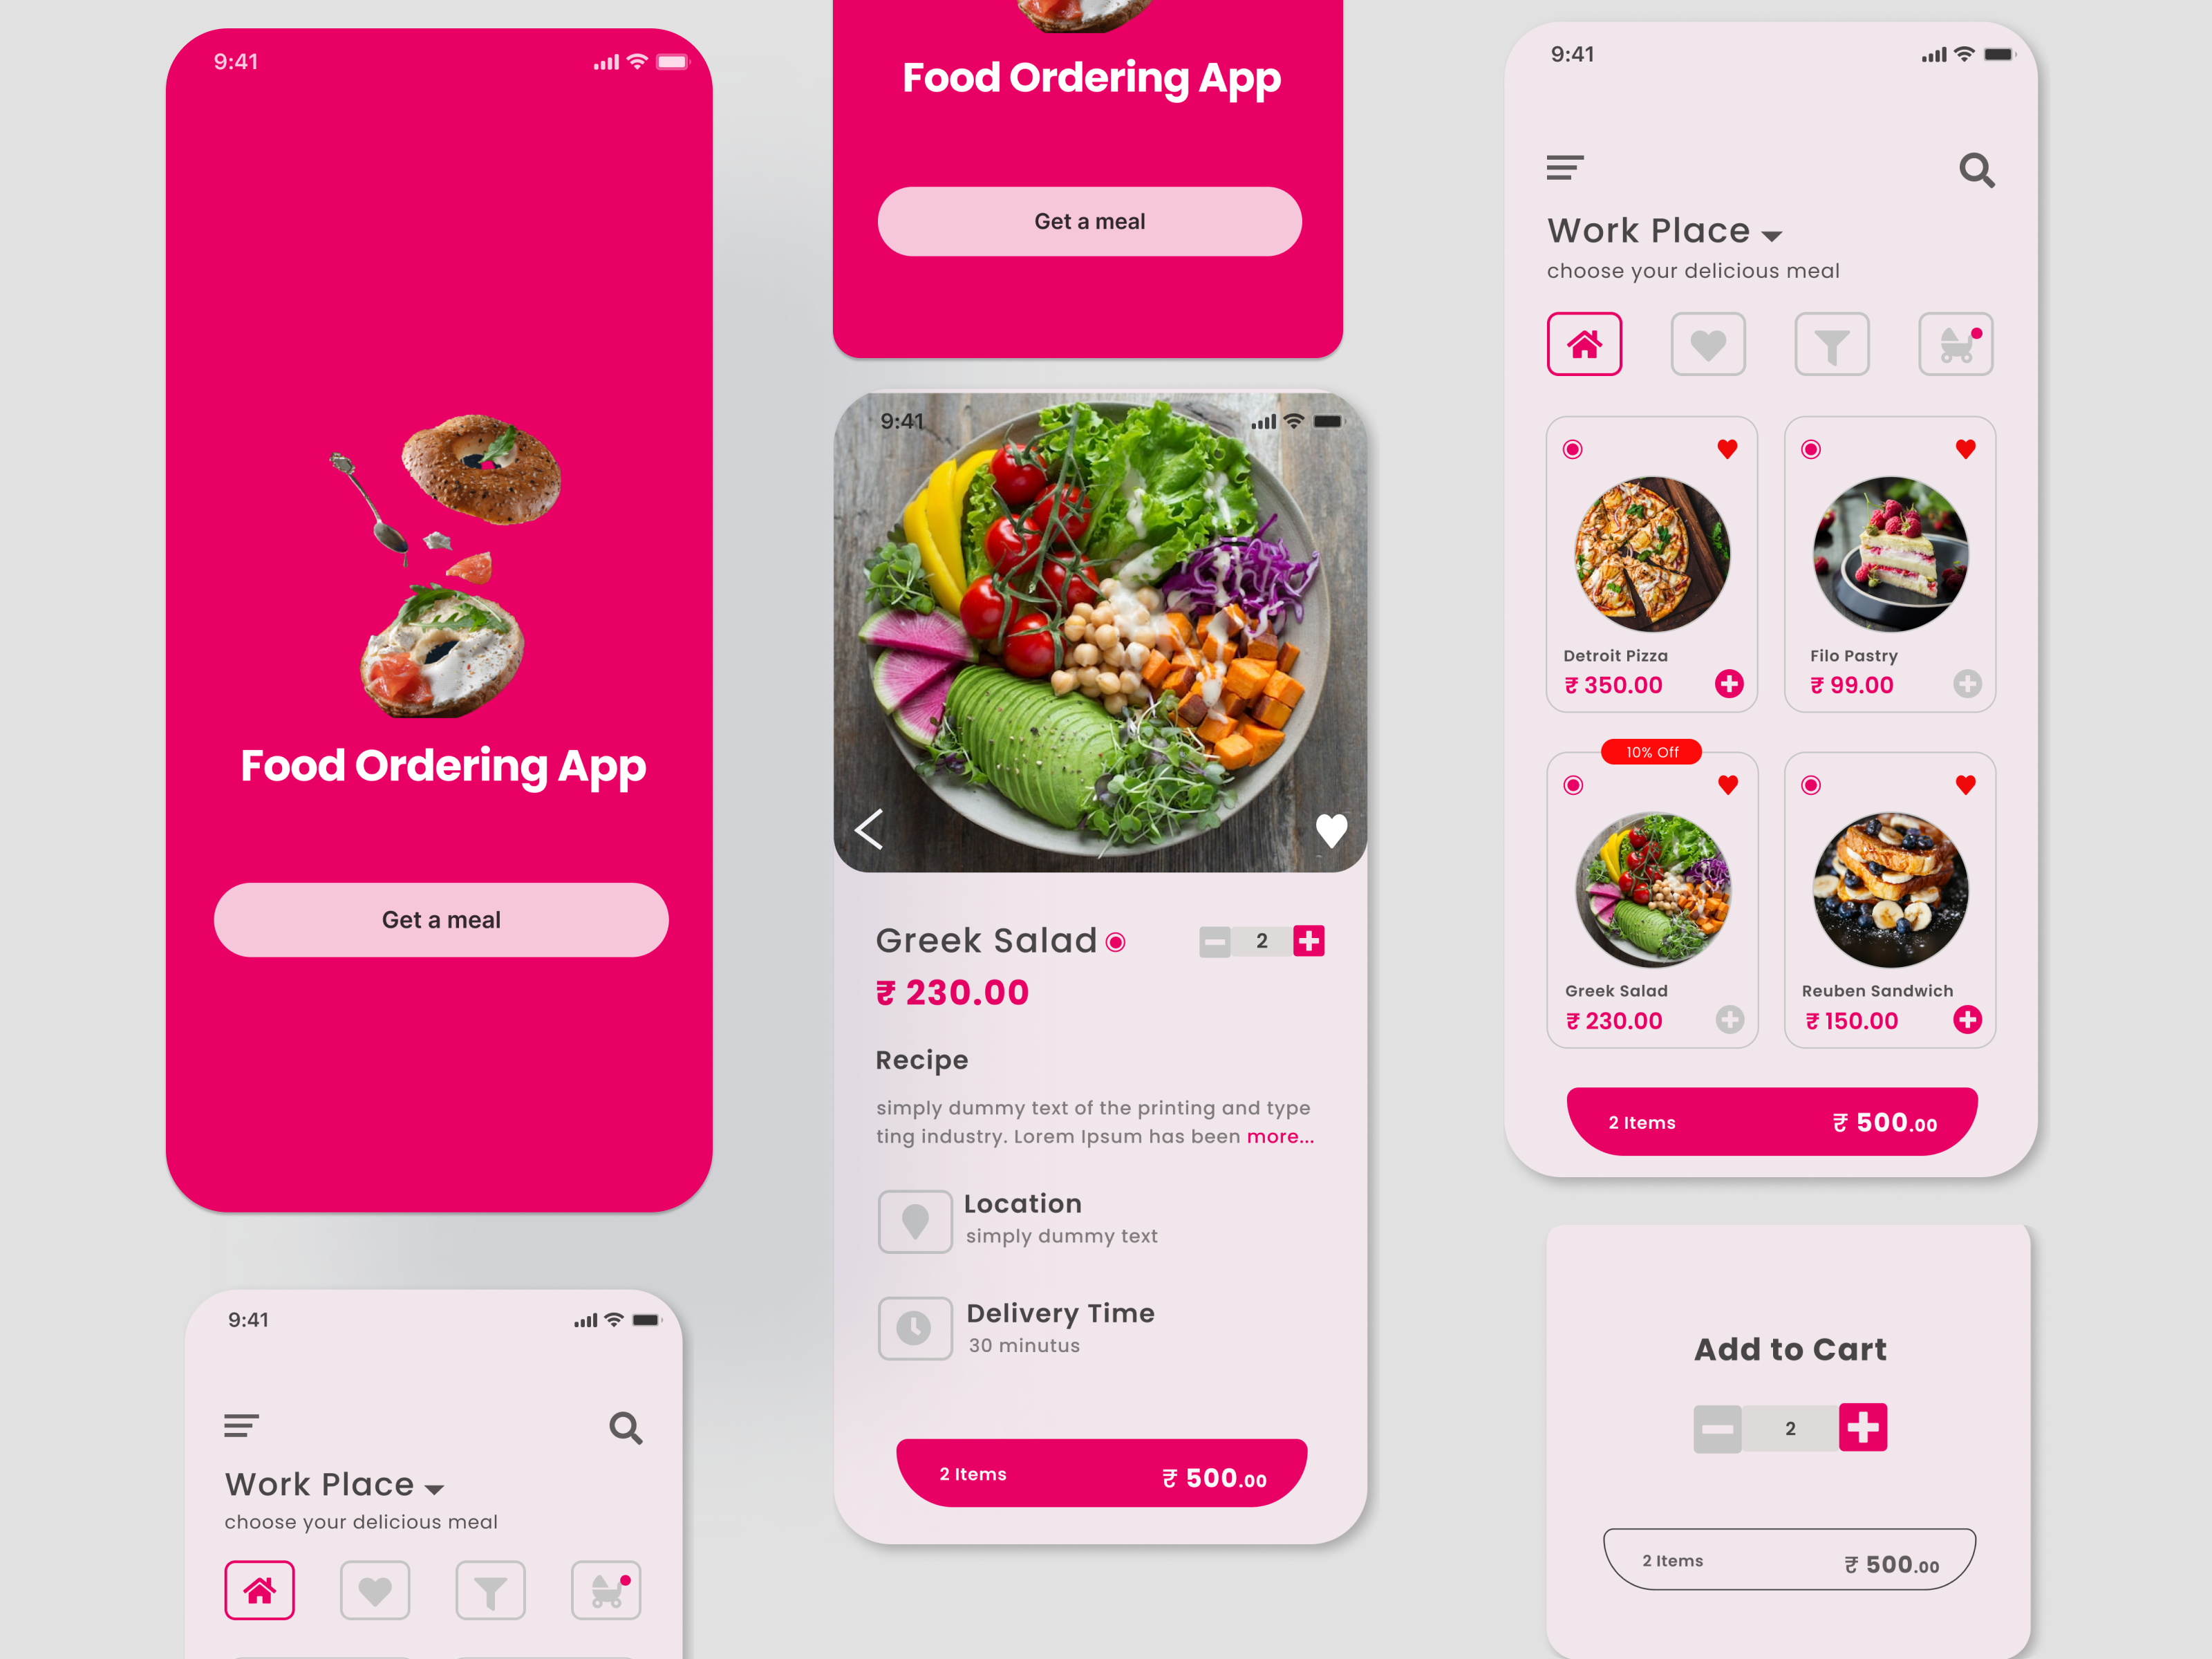 9:41
Food Ordering App
Get a meal
9:41
Work Place
choose your delicious meal
Food Ordering App
Get a meal
9:41
Greek Salad
2
₹ 230.00
Recipe
simply dummy text of the printing and type
ting industry. Lorem Ipsum has been more...
Location
simply dummy text
Delivery Time
30 minutus
2 Items
₹ 500.00
9:41
Work Place
choose your delicious meal
Detroit Pizza
₹ 350.00
Filo Pastry
₹ 99.00
10% Off
Greek Salad
₹ 230.00
Reuben Sandwich
₹ 150.00
2 Items
₹ 500.00
Add to Cart
2
2 Items
₹ 500.00